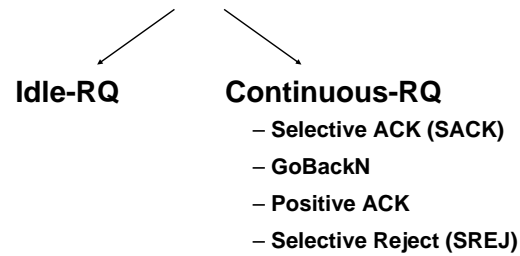 Idle-RQ Continuous-RQ
– Selective ACK (SACK)
– GoBackN
– Positive ACK
– Selective Reject (SREJ)